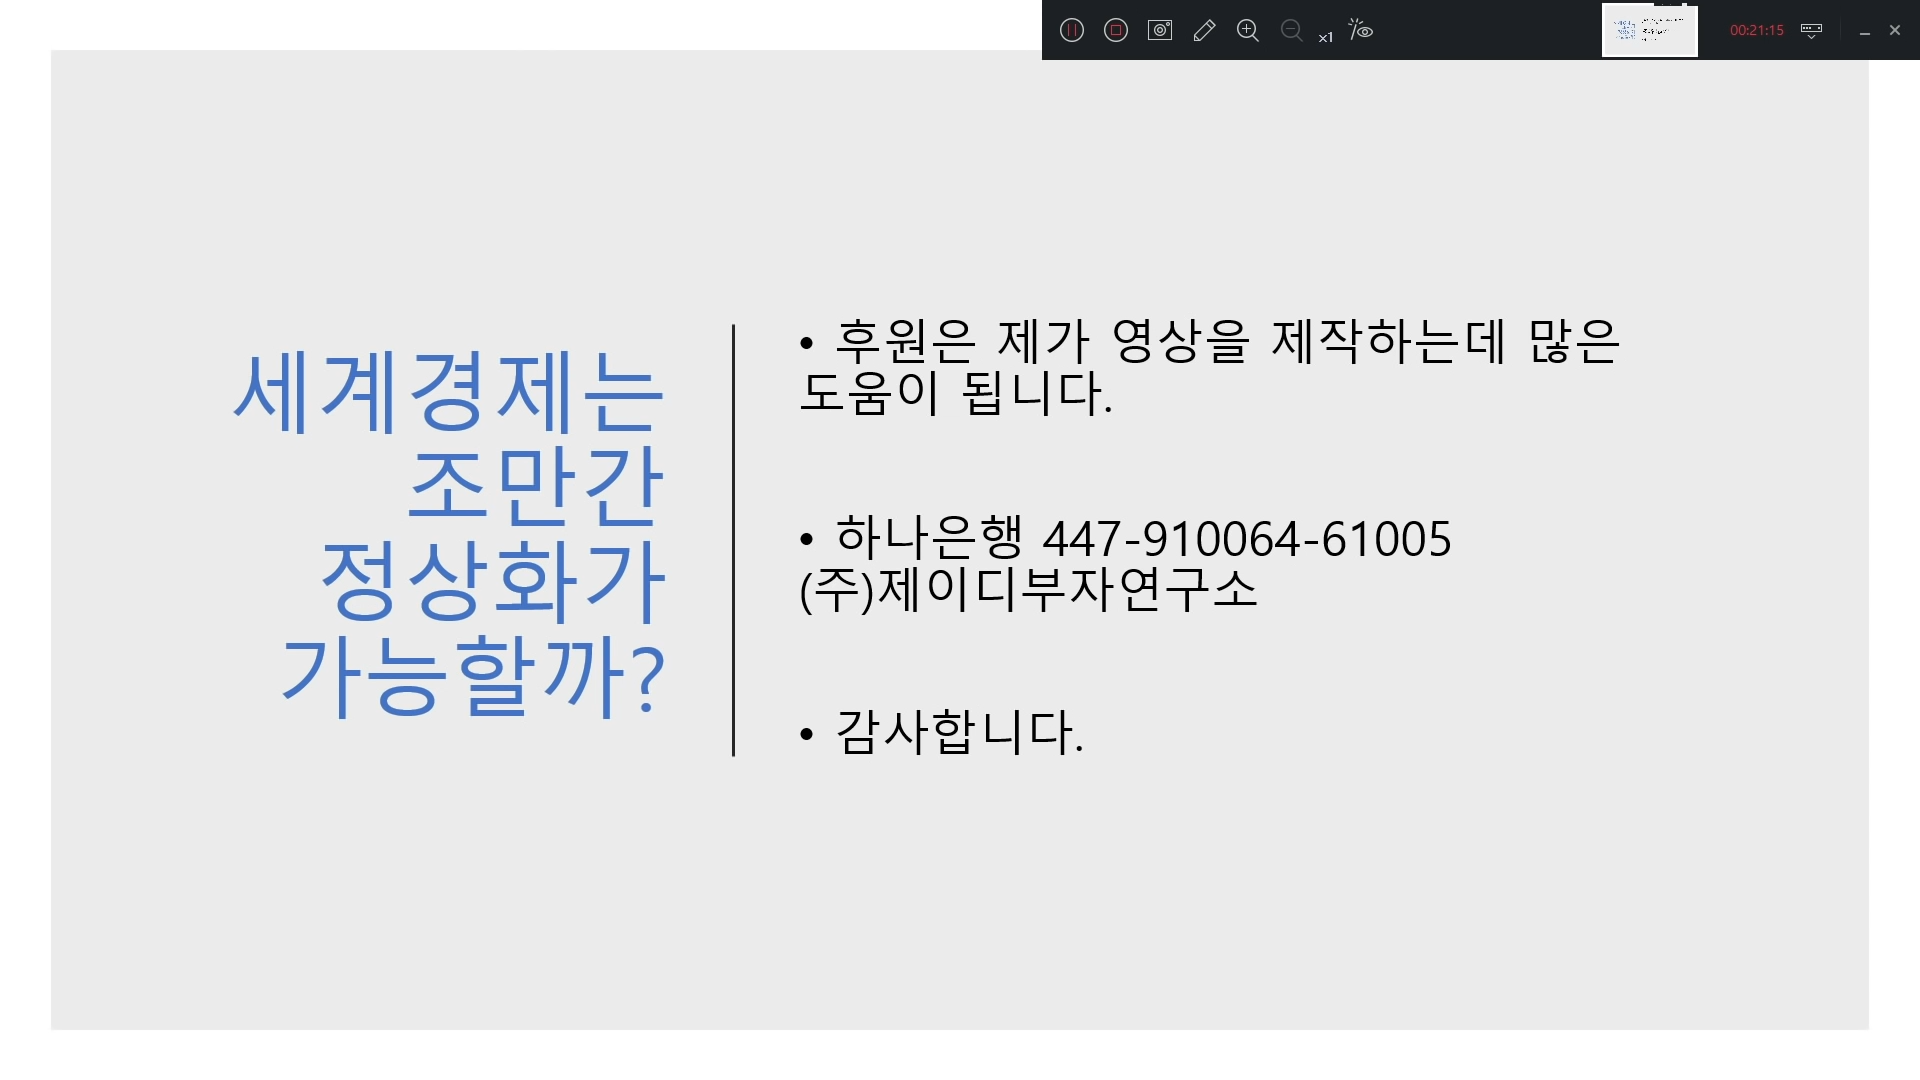 x1
00:21:15
세계경제는
조만간
정상화가
가능할까?
• 후원은 제가 영상을 제작하는데 많은
도움이 됩니다.
• 하나은행 447-910064-61005
(주)제이디부자연구소
• 감사합니다.